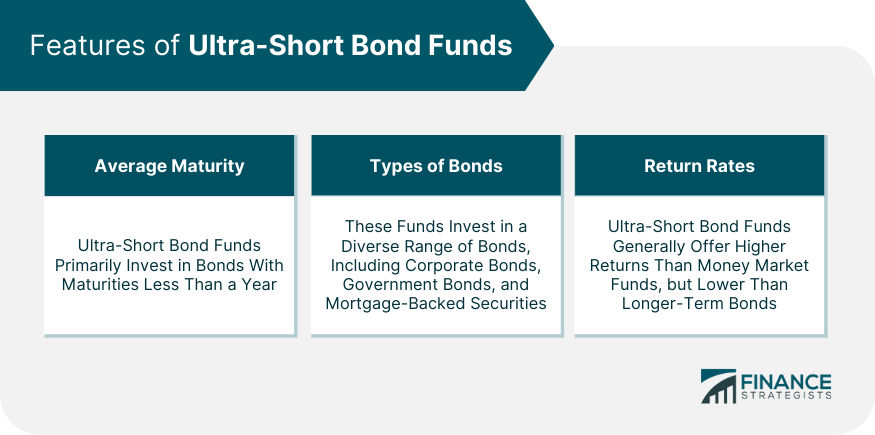 Features of Ultra-Short Bond Funds
Average Maturity
Ultra-Short Bond Funds
Primarily Invest in Bonds With
Maturities Less Than a Year
Types of Bonds
These Funds Invest in a
Diverse Range of Bonds,
Including Corporate Bonds,
Government Bonds, and
Mortgage-Backed Securities
Return Rates
Ultra-Short Bond Funds
Generally Offer Higher
Returns Than Money Market
Funds, but Lower Than
Longer-Term Bonds
FINANCE
STRATEGISTS